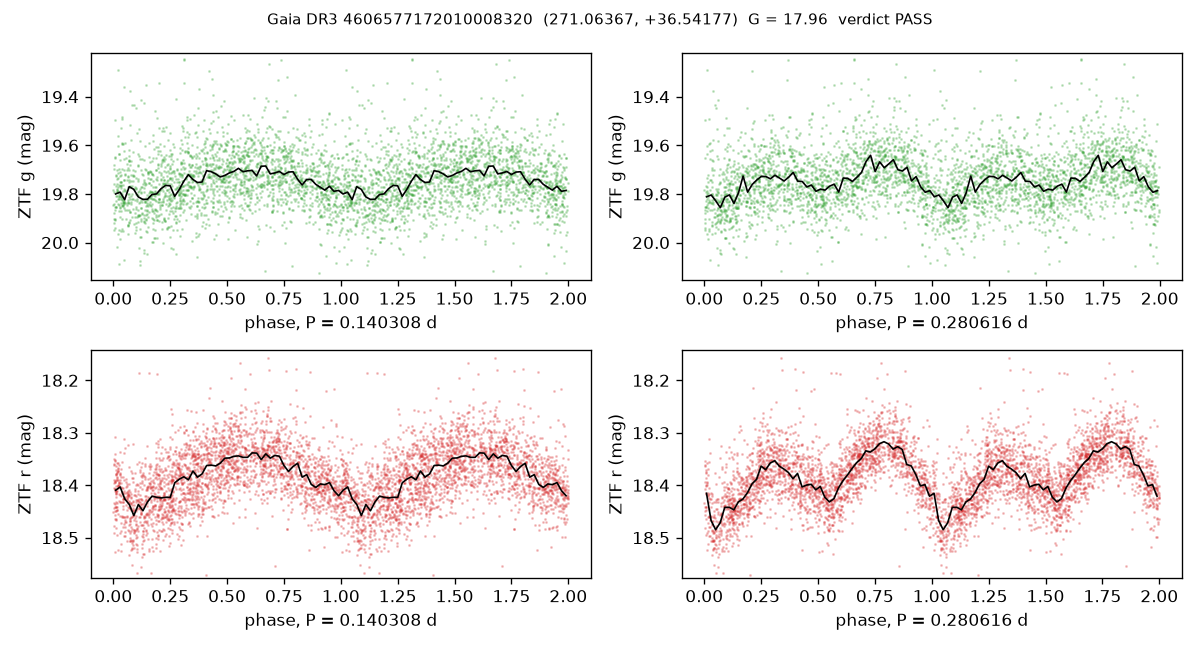 Gaia DR3 4606577172010008320 (271.06367, +36.54177) G = 17.96 verdict PASS
ZTF g (mag)
19.4
19.6
19.8
20.0
0.00 0.25 0.50 0.75 1.00 1.25 1.50 1.75 2.00
phase, P = 0.140308 d
ZTF g (mag)
19.4
19.6
19.8
20.0
0.00 0.25 0.50 0.75 1.00 1.25 1.50 1.75 2.00
phase, P = 0.280616 d
ZTF r (mag)
18.2
18.3
18.4
18.5
0.00 0.25 0.50 0.75 1.00 1.25 1.50 1.75 2.00
phase, P = 0.140308 d
ZTF r (mag)
18.2
18.3
18.4
18.5
0.00 0.25 0.50 0.75 1.00 1.25 1.50 1.75 2.00
phase, P = 0.280616 d